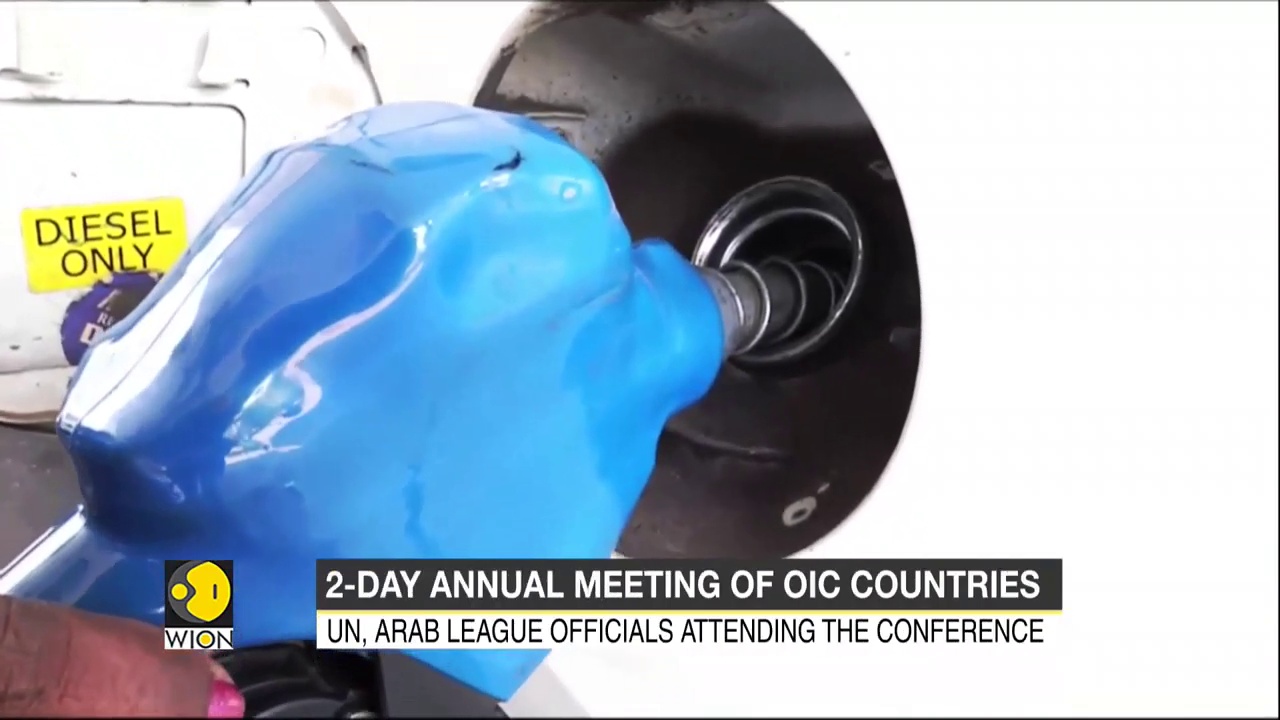 DIESEL
ONLY
2-DAY ANNUAL MEETING OF OIC COUNTRIES
UN, ARAB LEAGUE OFFICIALS ATTENDING THE CONFERENCE
WION